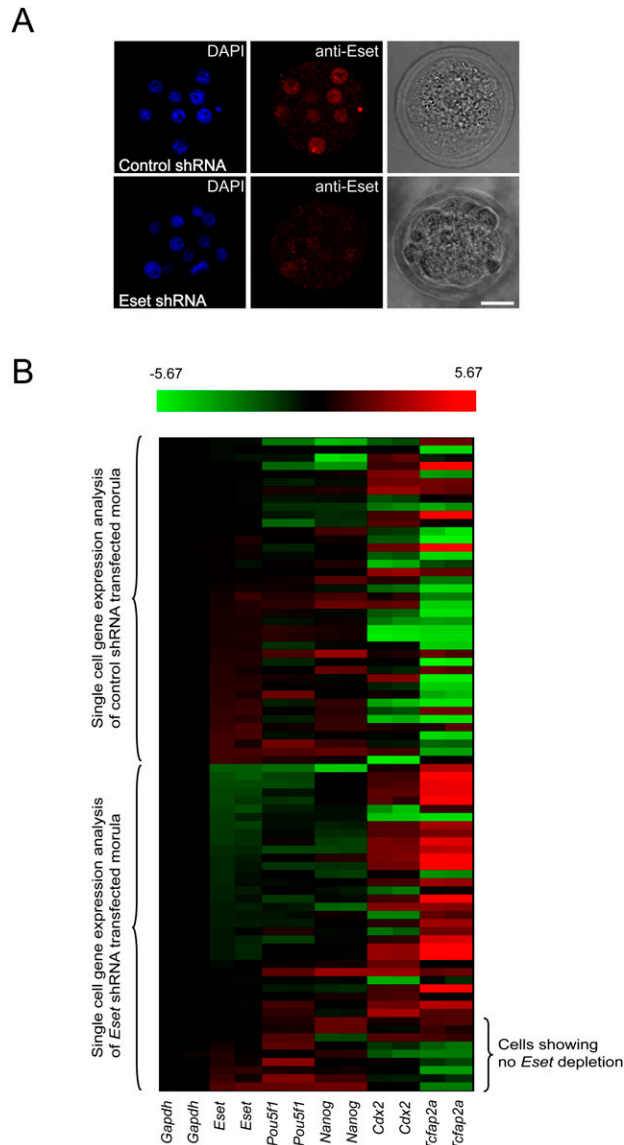 A
DAPI
anti-Eset
Control shRNA
DAPI
anti-Eset
Eset shRNA
B
-5.67
5.67
Single cell gene expression analysis
of control shRNA transfected morula
Single cell gene expression analysis
of Eset shRNA transfected morula
Cells showing
no Eset depletion
Gapdh
Gapdh
Eset
Eset
Pou5f1
Pou5f1
Nanog
Nanog
Cdx2
Cdx2
Tcfap2a
Tcfap2a